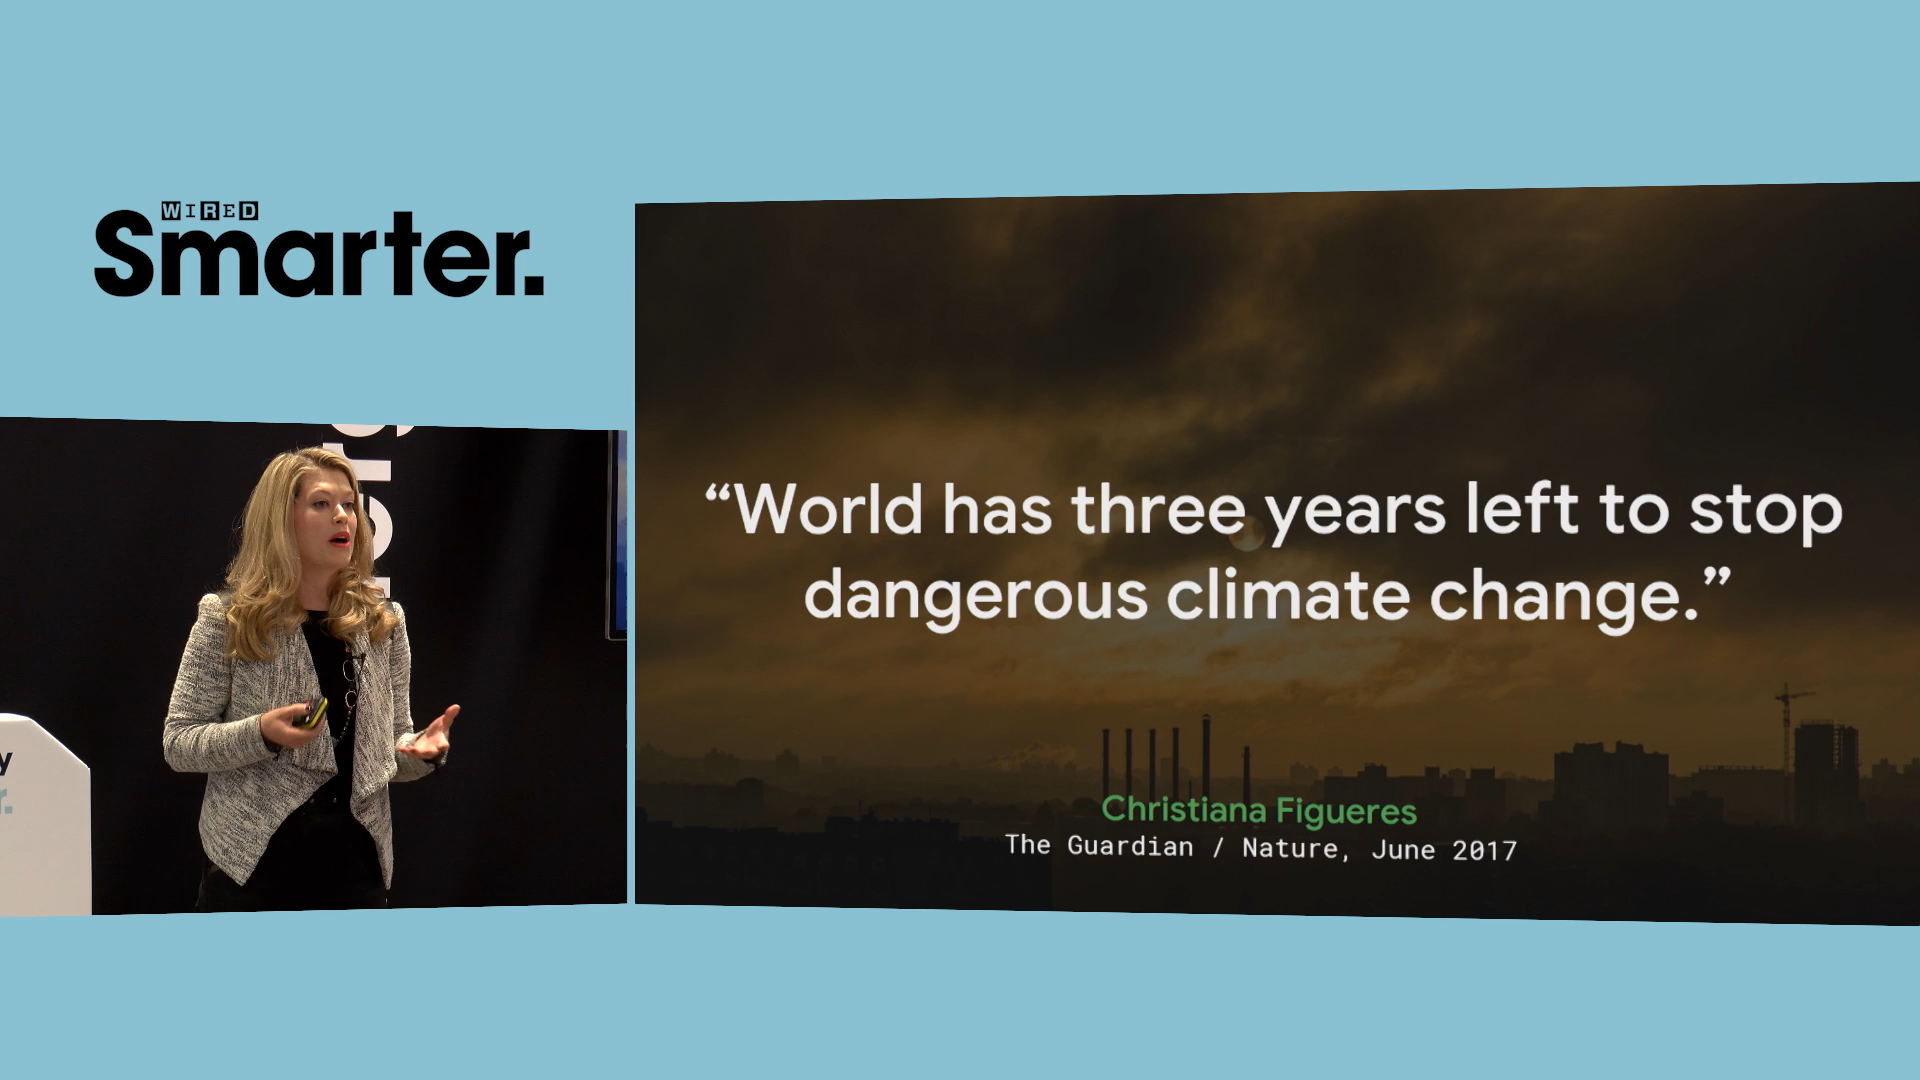 WIRED
Smarter.
“World has three years left to stop
dangerous climate change.”
Christiana Figueres
The Guardian / Nature, June 2017
y
r.